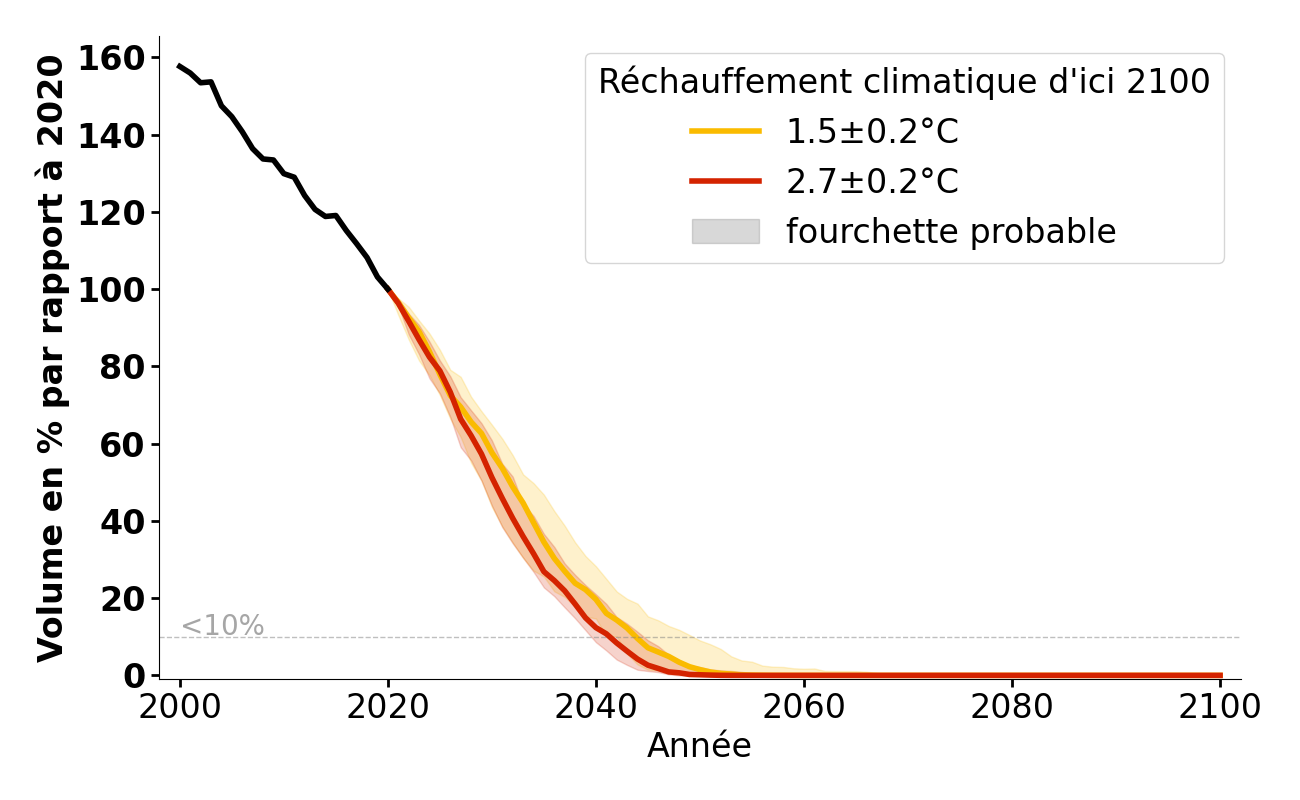 Réchauffement climatique d'ici 2100
1.5±0.2°C
2.7±0.2°C
fourchette probable
Volume en % par rapport à 2020
160
140
120
100
80
60
40
20
0
<10%
2000 2020 2040 2060 2080 2100
Année